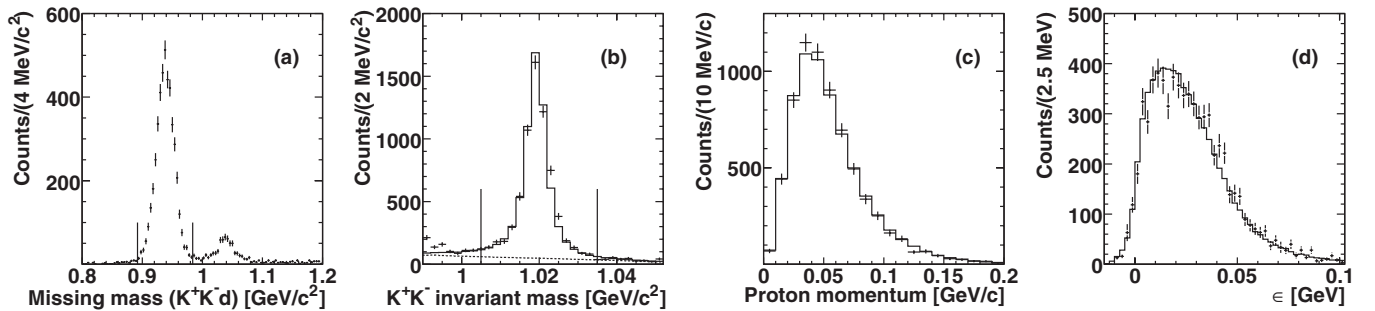 (a)
Counts/(4 MeV/c²)
600
400
200
0.8 0.9 1 1.1 1.2
Missing mass (K⁺K⁻d) [GeV/c²]
(b)
Counts/(2 MeV/c²)
2000
1500
1000
500
0
1 1.02 1.04
K⁺K⁻ invariant mass [GeV/c²]
(c)
Counts/(10 MeV/c)
1000
500
0 0.05 0.1 0.15 0.2
Proton momentum [GeV/c]
(d)
Counts/(2.5 MeV)
500
400
300
200
100
0
0 0.05 0.1
∈ [GeV]